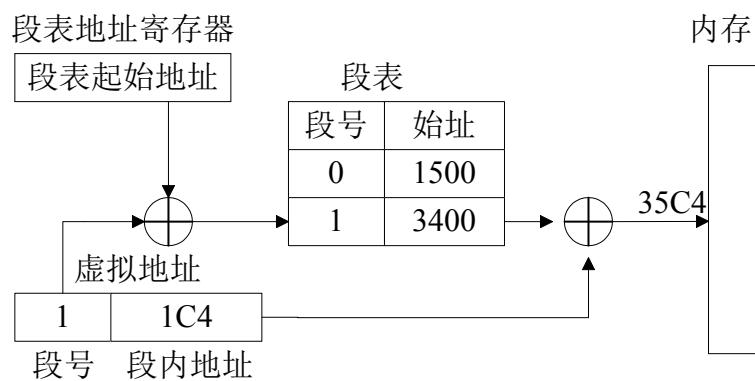 段表地址寄存器
内存
段表起始地址
段表
段号 始址
0 1500
1 3400
35C4
虚拟地址
1 1C4
段号 段内地址